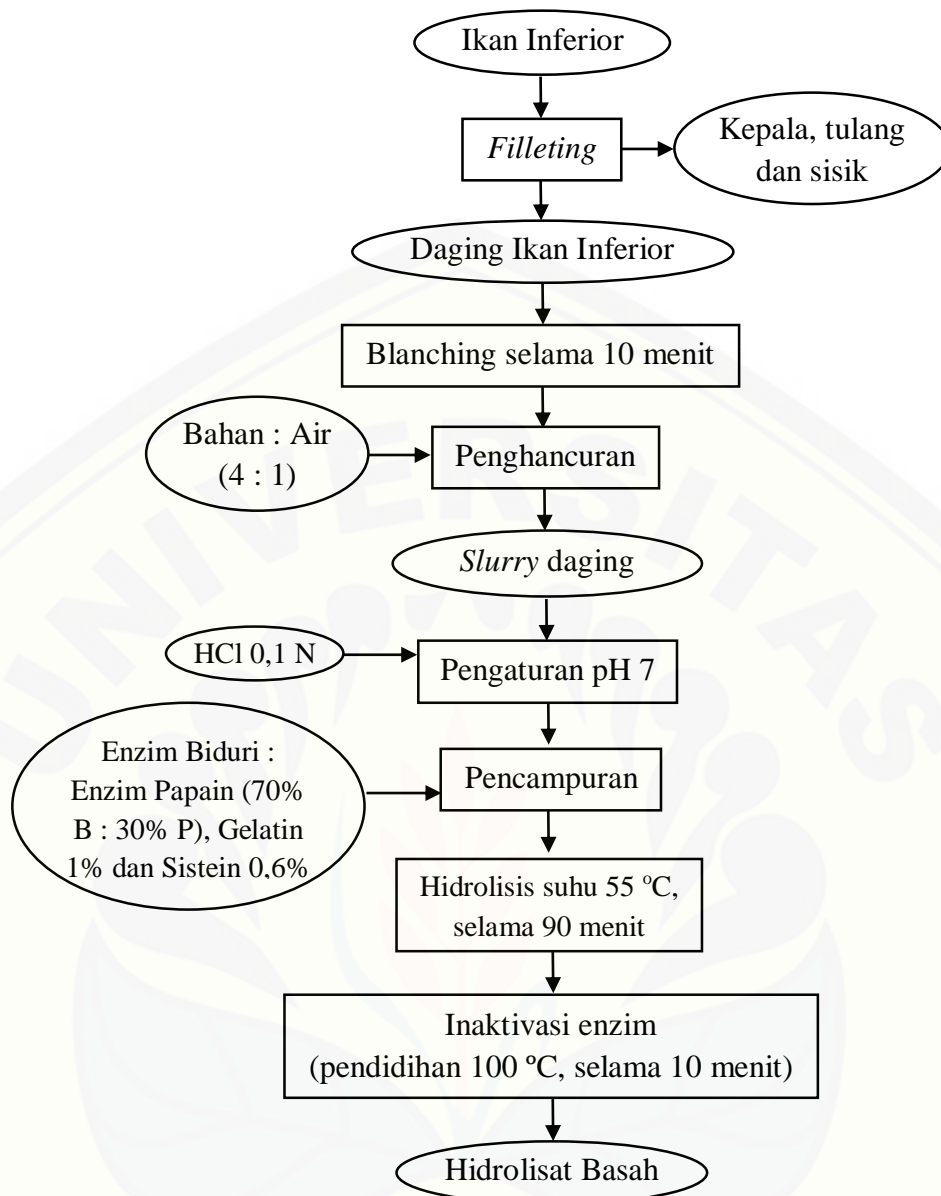 Ikan Inferior
Filleting
Kepala, tulang
dan sisik
Daging Ikan Inferior
Blanching selama 10 menit
Bahan : Air
(4 : 1)
Penghancuran
Slurry daging
HCl 0,1 N
Pengaturan pH 7
Enzim Biduri :
Enzim Papain (70%
B : 30% P), Gelatin
1% dan Sistein 0,6%
Pencampuran
Hidrolisis suhu 55 ºC,
selama 90 menit
Inaktivasi enzim
(pendidihan 100 ºC, selama 10 menit)
Hidrolisat Basah
UNIVERSITAS